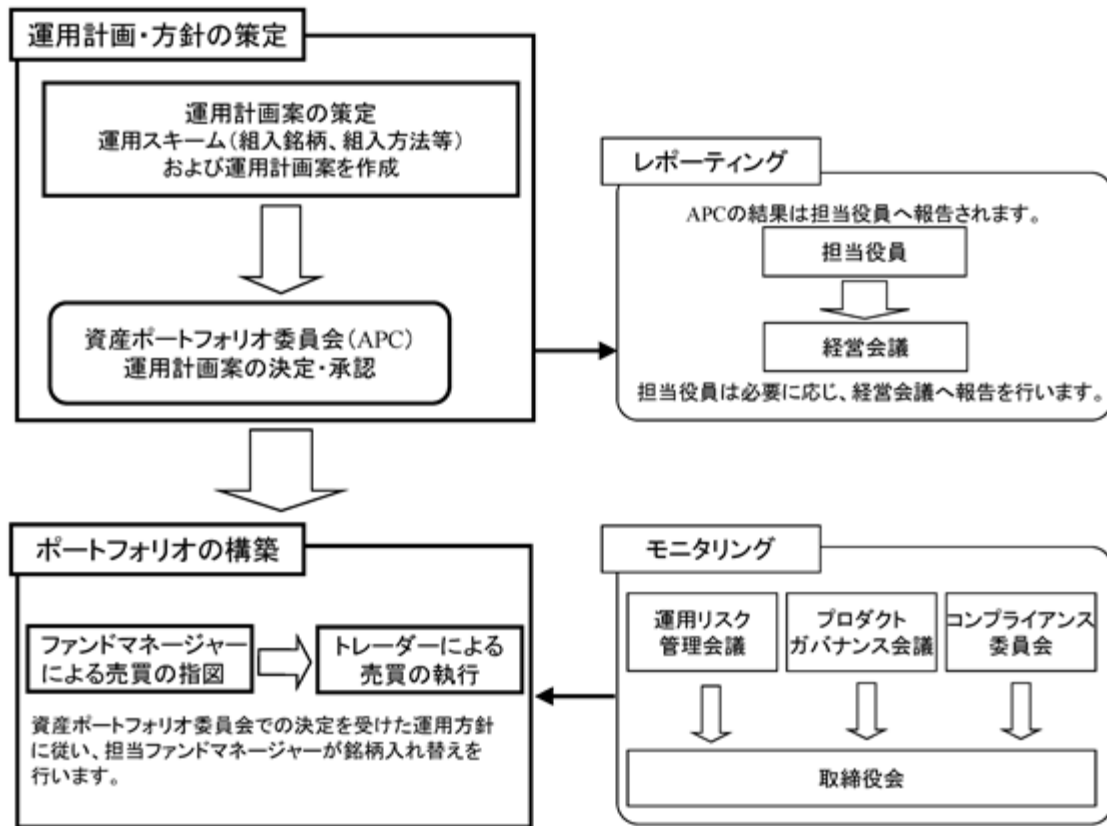 運用計画・方針の策定
運用計画案の策定
運用スキーム（組入銘柄、組入方法等）
および運用計画案を作成
資産ポートフォリオ委員会（APC）
運用計画案の決定・承認
レポーティング
APCの結果は担当役員へ報告されます。
担当役員
経営会議
担当役員は必要に応じ、経営会議へ報告を行います。
ポートフォリオの構築
ファンドマネージャー
による売買の指図
トレーダーによる
売買の執行
資産ポートフォリオ委員会での決定を受けた運用方針
に従い、担当ファンドマネージャーが銘柄入れ替えを
行います。
モニタリング
運用リスク
管理会議
プロダクト
ガバナンス会議
コンプライアンス
委員会
取締役会